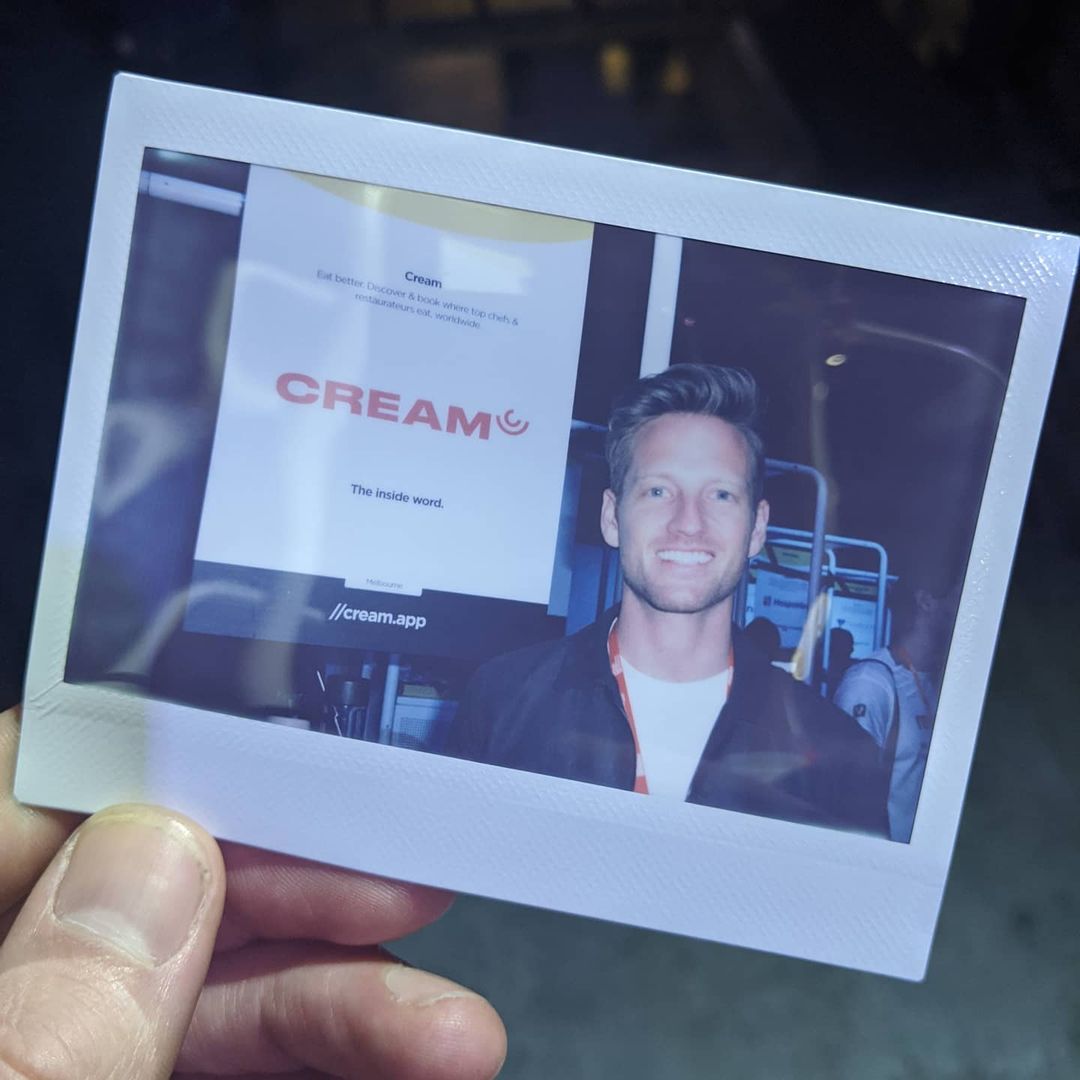 Cream
Eat better. Discover & book where top chefs &
restaurateurs eat, worldwide.
CREAM
The inside word.
Melbourne
//cream.app